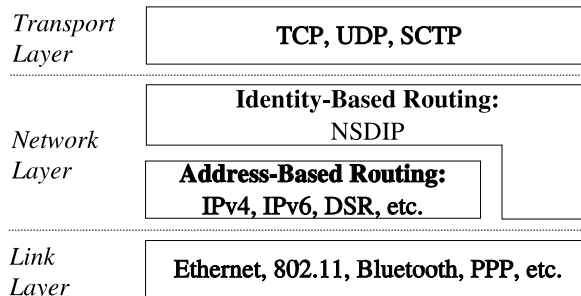 Transport
Layer
TCP, UDP, SCTP
Network
Layer
Identity-Based Routing:
NSDIP
Address-Based Routing:
IPv4, IPv6, DSR, etc.
Link
Layer
Ethernet, 802.11, Bluetooth, PPP, etc.